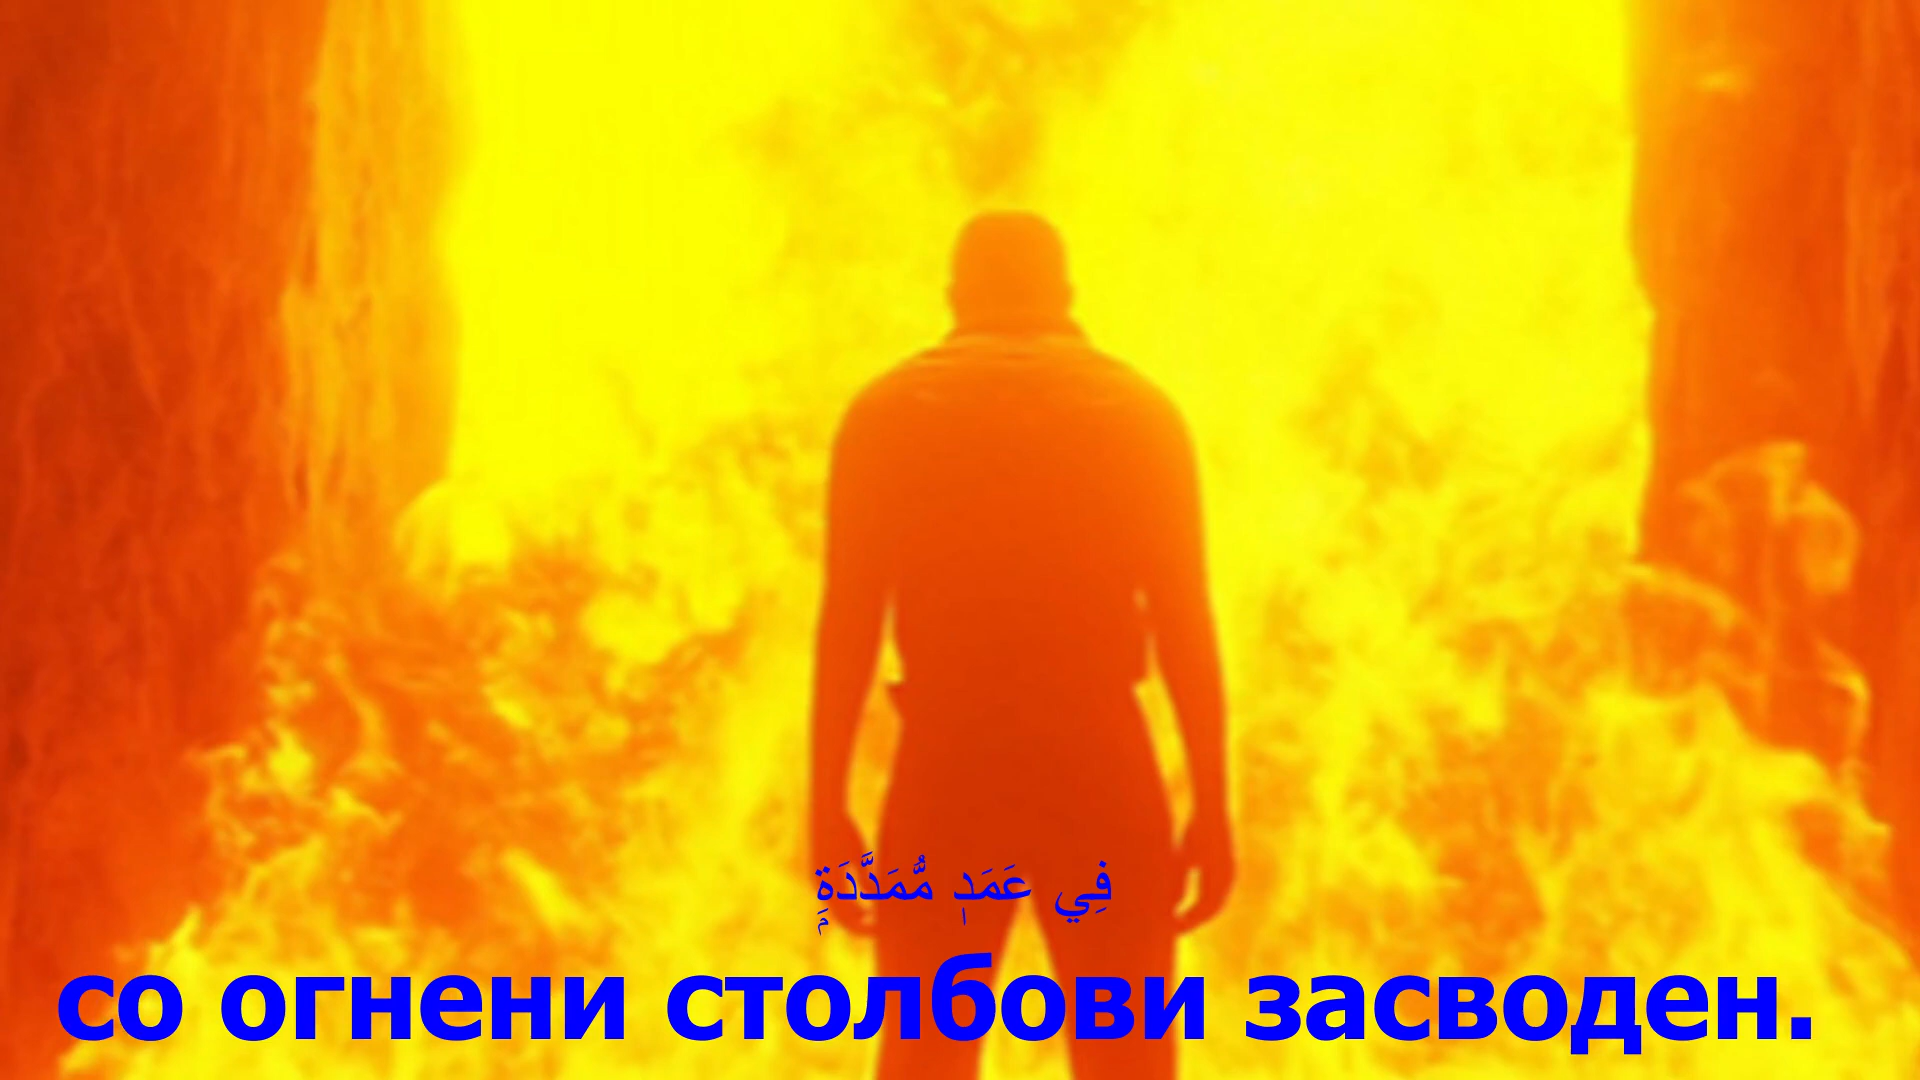 فِي عَمَدٖ مُّمَدَّدَةِۭ
со огнени столбови засводен.